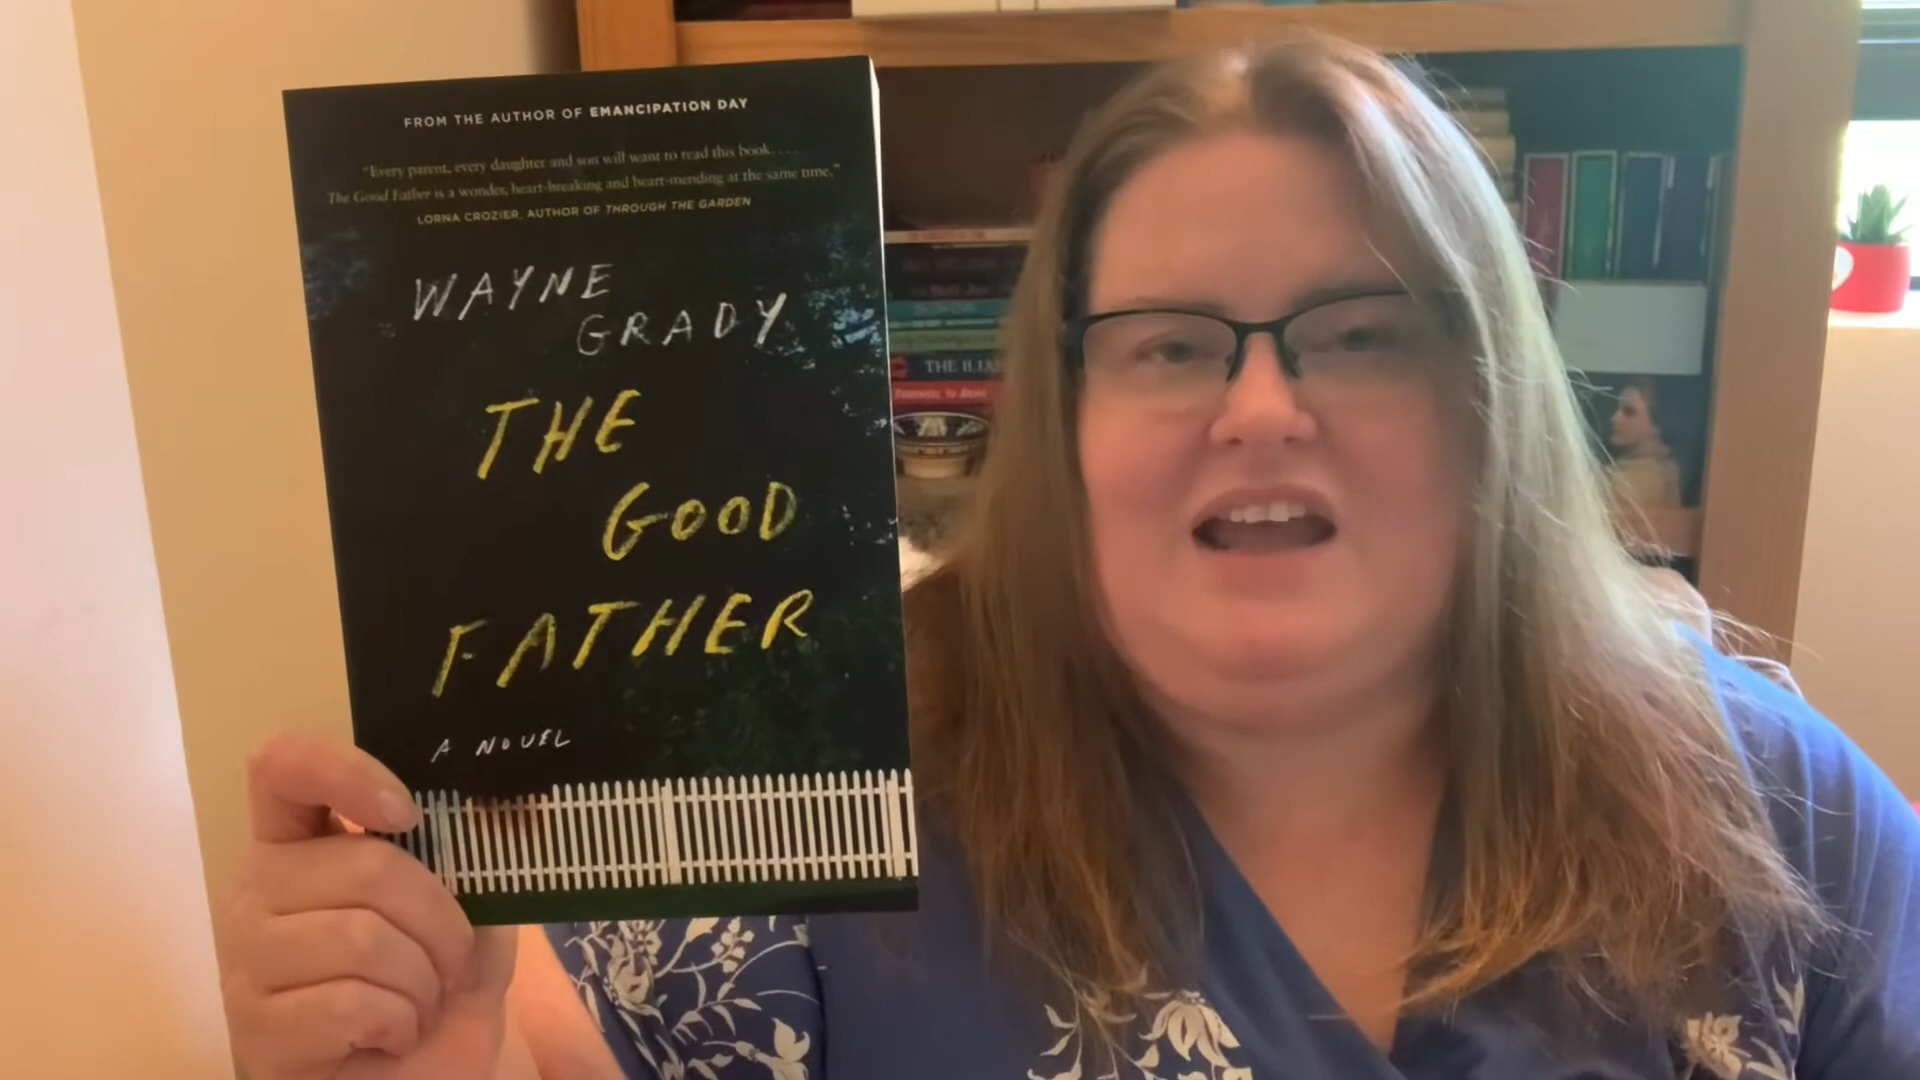 FROM THE AUTHOR OF EMANCIPATION DAY
"Every parent, every daughter and son will want to read this book. . . .
The Good Father is a wonder, heart-breaking and heart-mending at the same time."
LORNA CROZIER, AUTHOR OF THROUGH THE GARDEN
WAYNE
GRADY
THE
GOOD
FATHER
A NOVEL
THE